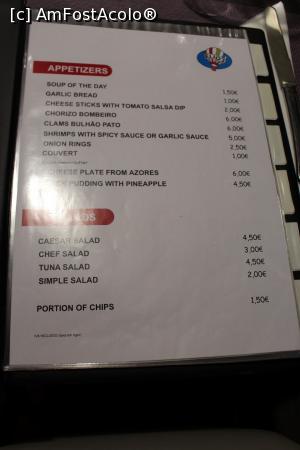 [c] AmFostAcolo®
APPETIZERS
SOUP OF THE DAY 1,50€
GARLIC BREAD 1,00€
CHEESE STICKS WITH TOMATO SALSA DIP 2,00€
CHORIZO BOMBEIRO 6,00€
CLAMS BULHÃO PATO 6,00€
SHRIMPS WITH SPICY SAUCE OR GARLIC SAUCE 5,00€
ONION RINGS 2,50€
COUVERT 1,00€
CHEESE PLATE FROM AZORES 6,00€
PUDDING WITH PINEAPPLE 4,50€
CAESAR SALAD 4,50€
CHEF SALAD 3,00€
TUNA SALAD 4,50€
SIMPLE SALAD 2,00€
PORTION OF CHIPS 1,50€